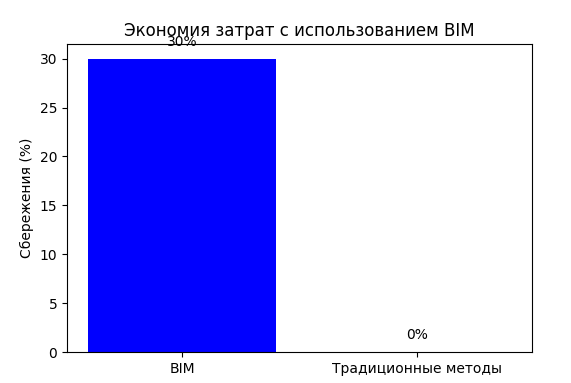 Экономия затрат с использованием BIM
30%
Сбережения (%)
30
25
20
15
10
5
0
0%
BIM
Традиционные методы